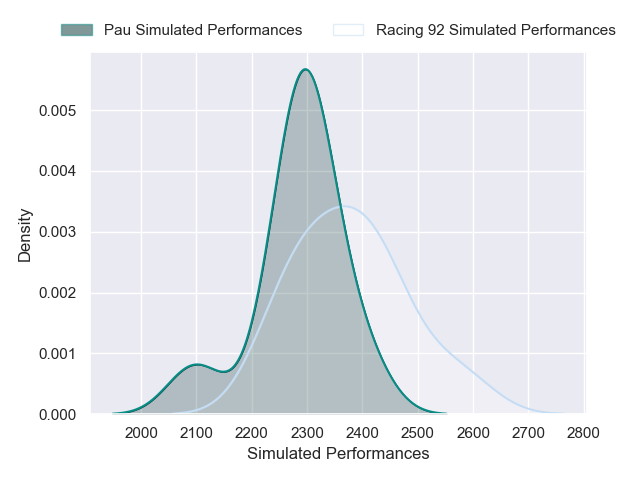 Pau Simulated Performances Racing 92 Simulated Performances
0.005
0.004
0.003
0.002
0.001
0.000
Density
2000 2100 2200 2300 2400 2500 2600 2700 2800
Simulated Performances